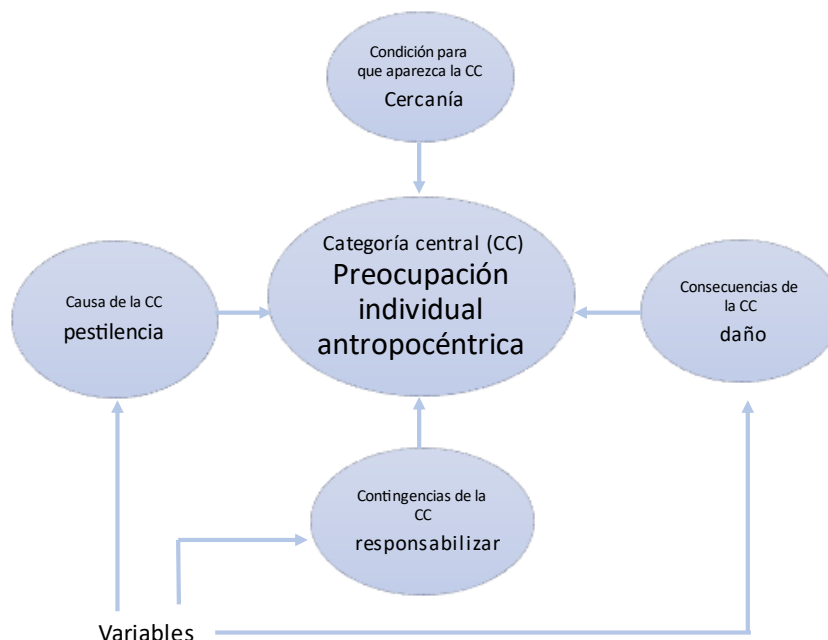 Condición para
que aparezca la CC
Cercanía
Categoría central (CC)
Preocupación
individual
antropocéntrica
Causa de la CC
pestilencia
Consecuencias de
la CC
daño
Contingencias de la
CC
responsabilizar
Variables